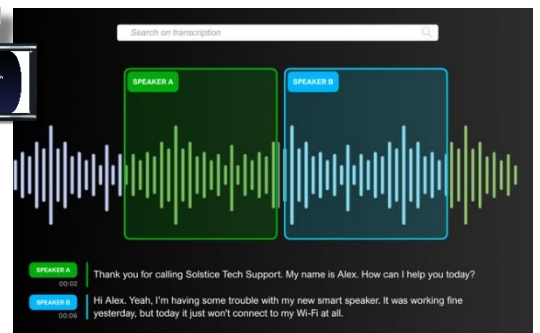 Search on transcription
SPEAKER A
SPEAKER B
SPEAKER A
00:02
Thank you for calling Solstice Tech Support. My name is Alex. How can I help you today?
SPEAKER B
00:06
Hi Alex. Yeah, I'm having some trouble with my new smart speaker. It was working fine
yesterday, but today it just won't connect to my Wi-Fi at all.